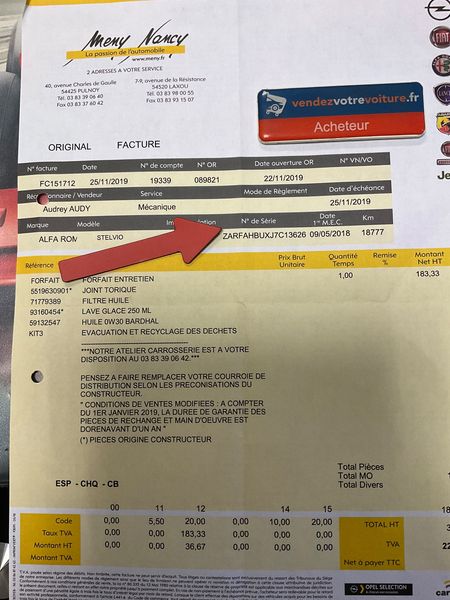 Meny Nancy
La passion de l'automobile
www.meny.fr
2 ADRESSES A VOTRE SERVICE
40, avenue Charles de Gaulle
54425 PULNOY
Tél. 03 83 39 06 40
Fax 03 83 37 60 42
7-9, avenue de la Résistance
54520 LAXOU
Tél. 03 83 98 00 55
Fax 03 83 93 15 07
OPEL
FIAT
vendezvotrevoiture.fr
Acheteur
ORIGINAL FACTURE
N° facture Date N° de compte N° OR Date ouverture OR N° VN/VO
FC151712 25/11/2019 19339 089821 22/11/2019
/ Vendeur Service Mode de Règlement Date d'échéance
Audrey AUDY Mécanique 25/11/2019
Marque Modèle N° de Série Date 1ère M.E.C. Km
ALFA ROM STELVIO ZARFAHBUXJ7C13626 09/05/2018 18777
Référence Prix Brut Unitaire Quantité Temps Remise % Montant Net HT
FORFAIT FORFAIT ENTRETIEN 1,00 183,33
5519630901* JOINT TORIQUE
71779389 FILTRE HUILE
93160454* LAVE GLACE 250 ML
59132547 HUILE 0W30 BARDHAL
KIT3 EVACUATION ET RECYCLAGE DES DECHETS
***NOTRE ATELIER CARROSSERIE EST A VOTRE
DISPOSITION AU 03 83 39 06 42.***
PENSEZ A FAIRE REMPLACER VOTRE COURROIE DE
DISTRIBUTION SELON LES PRECONISATIONS DU
CONSTRUCTEUR.
" CONDITIONS DE VENTES MODIFIEES : A COMPTER
DU 1ER JANVIER 2019, LA DUREE DE GARANTIE DES
PIECES DE RECHANGE ET MAIN D'OEUVRE EST
DORENAVANT D'UN AN "
(*) PIECES ORIGINE CONSTRUCTEUR
ESP - CHQ - CB
Total Pièces
Total MO
Total Divers
00 11 12 14 15
Code 0,00 5,50 20,00 0,00 10,00 20,00
Taux TVA 0,00 183,33 0,00 0,00
Montant HT 0,00 36,67 0,00 0,00
Montant TVA
TOTAL HT
TVA
Net à payer TTC
OPEL SELECTION